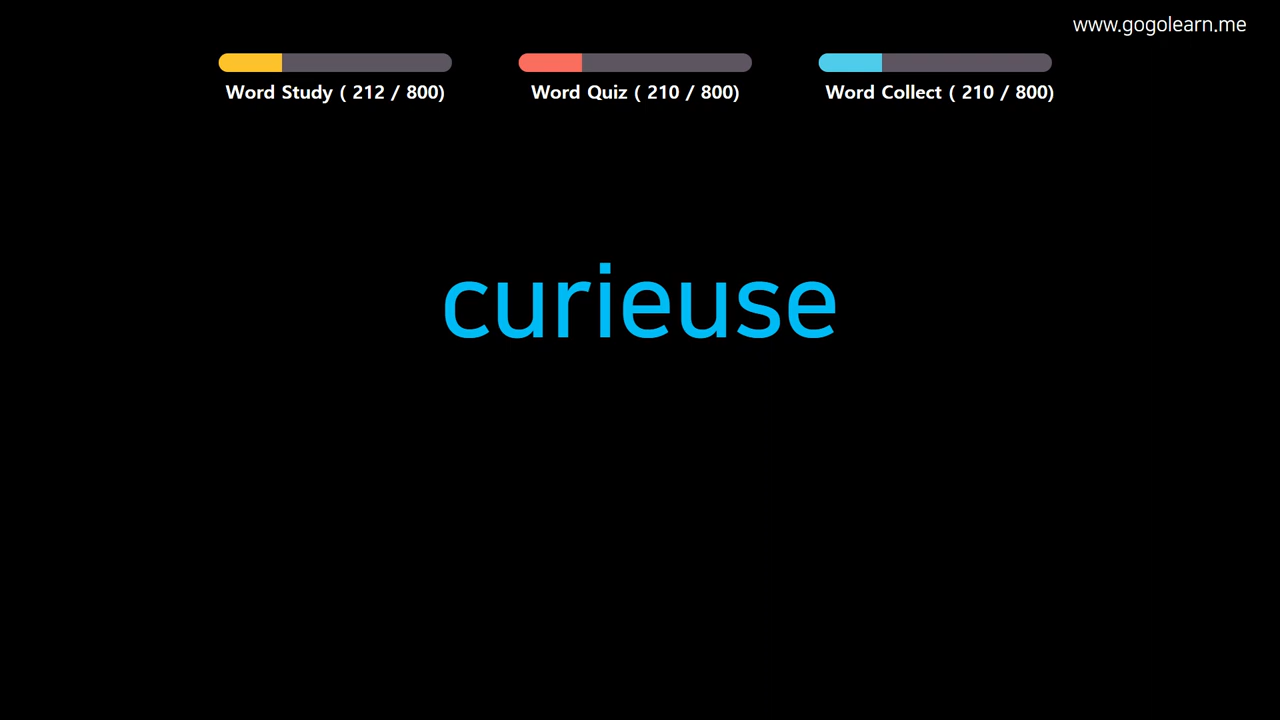 www.gogolearn.me
Word Study ( 212 / 800)
Word Quiz ( 210 / 800)
Word Collect ( 210 / 800)
curieuse